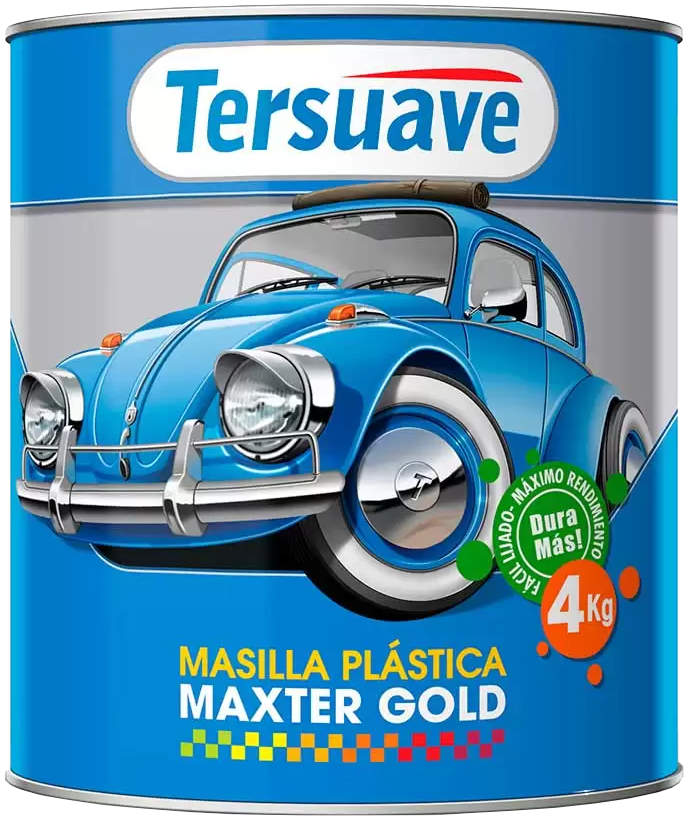 Tersuave
FÁCIL LIJADO- MÁXIMO RENDIMIENTO
Dura
Más!
4Kg
T
MASILLA PLÁSTICA
MAXTER GOLD